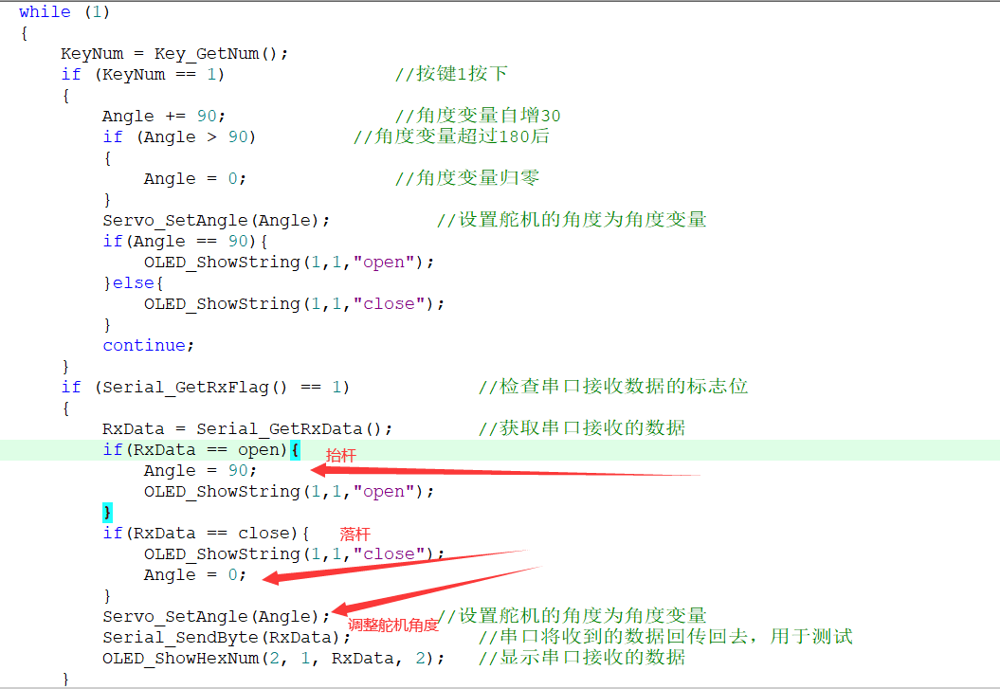 while (1)
{
KeyNum = Key_GetNum();
if (KeyNum == 1) //按键1按下
{
Angle += 90; //角度变量自增30
if (Angle > 90) //角度变量超过180后
{
Angle = 0; //角度变量归零
}
Servo_SetAngle(Angle); //设置舵机的角度为角度变量
if(Angle == 90){
OLED_ShowString(1,1,"open");
}else{
OLED_ShowString(1,1,"close");
}
continue;
}
if (Serial_GetRxFlag() == 1) //检查串口接收数据的标志位
{
RxData = Serial_GetRxData(); //获取串口接收的数据
if(RxData == open){ 抬杆
Angle = 90;
OLED_ShowString(1,1,"open");
}
if(RxData == close){ 落杆
OLED_ShowString(1,1,"close");
Angle = 0;
}
Servo_SetAngle(Angle); //设置舵机的角度为角度变量
调整舵机角度
Serial_SendByte(RxData); //串口将收到的数据回传回去，用于测试
OLED_ShowHexNum(2, 1, RxData, 2); //显示串口接收的数据
}